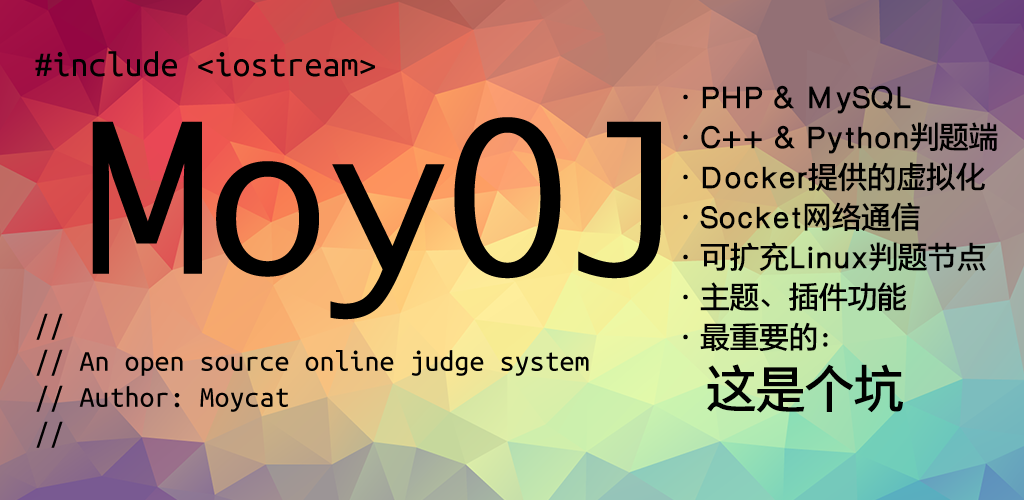 #include <iostream>
MoyOJ
//
// An open source online judge system
// Author: Moycat
//
· PHP & MySQL
· C++ & Python判题端
· Docker提供的虚拟化
· Socket网络通信
· 可扩充Linux判题节点
· 主题、插件功能
· 最重要的：
这是个坑